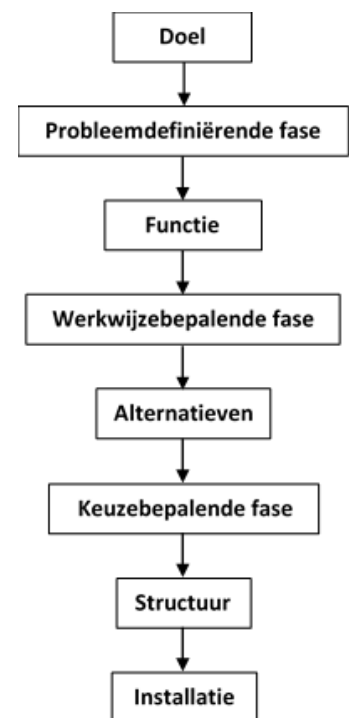 Doel
Probleemdefiniërende fase
Functie
Werkwijzebepalende fase
Alternatieven
Keuzebepalende fase
Structuur
Installatie